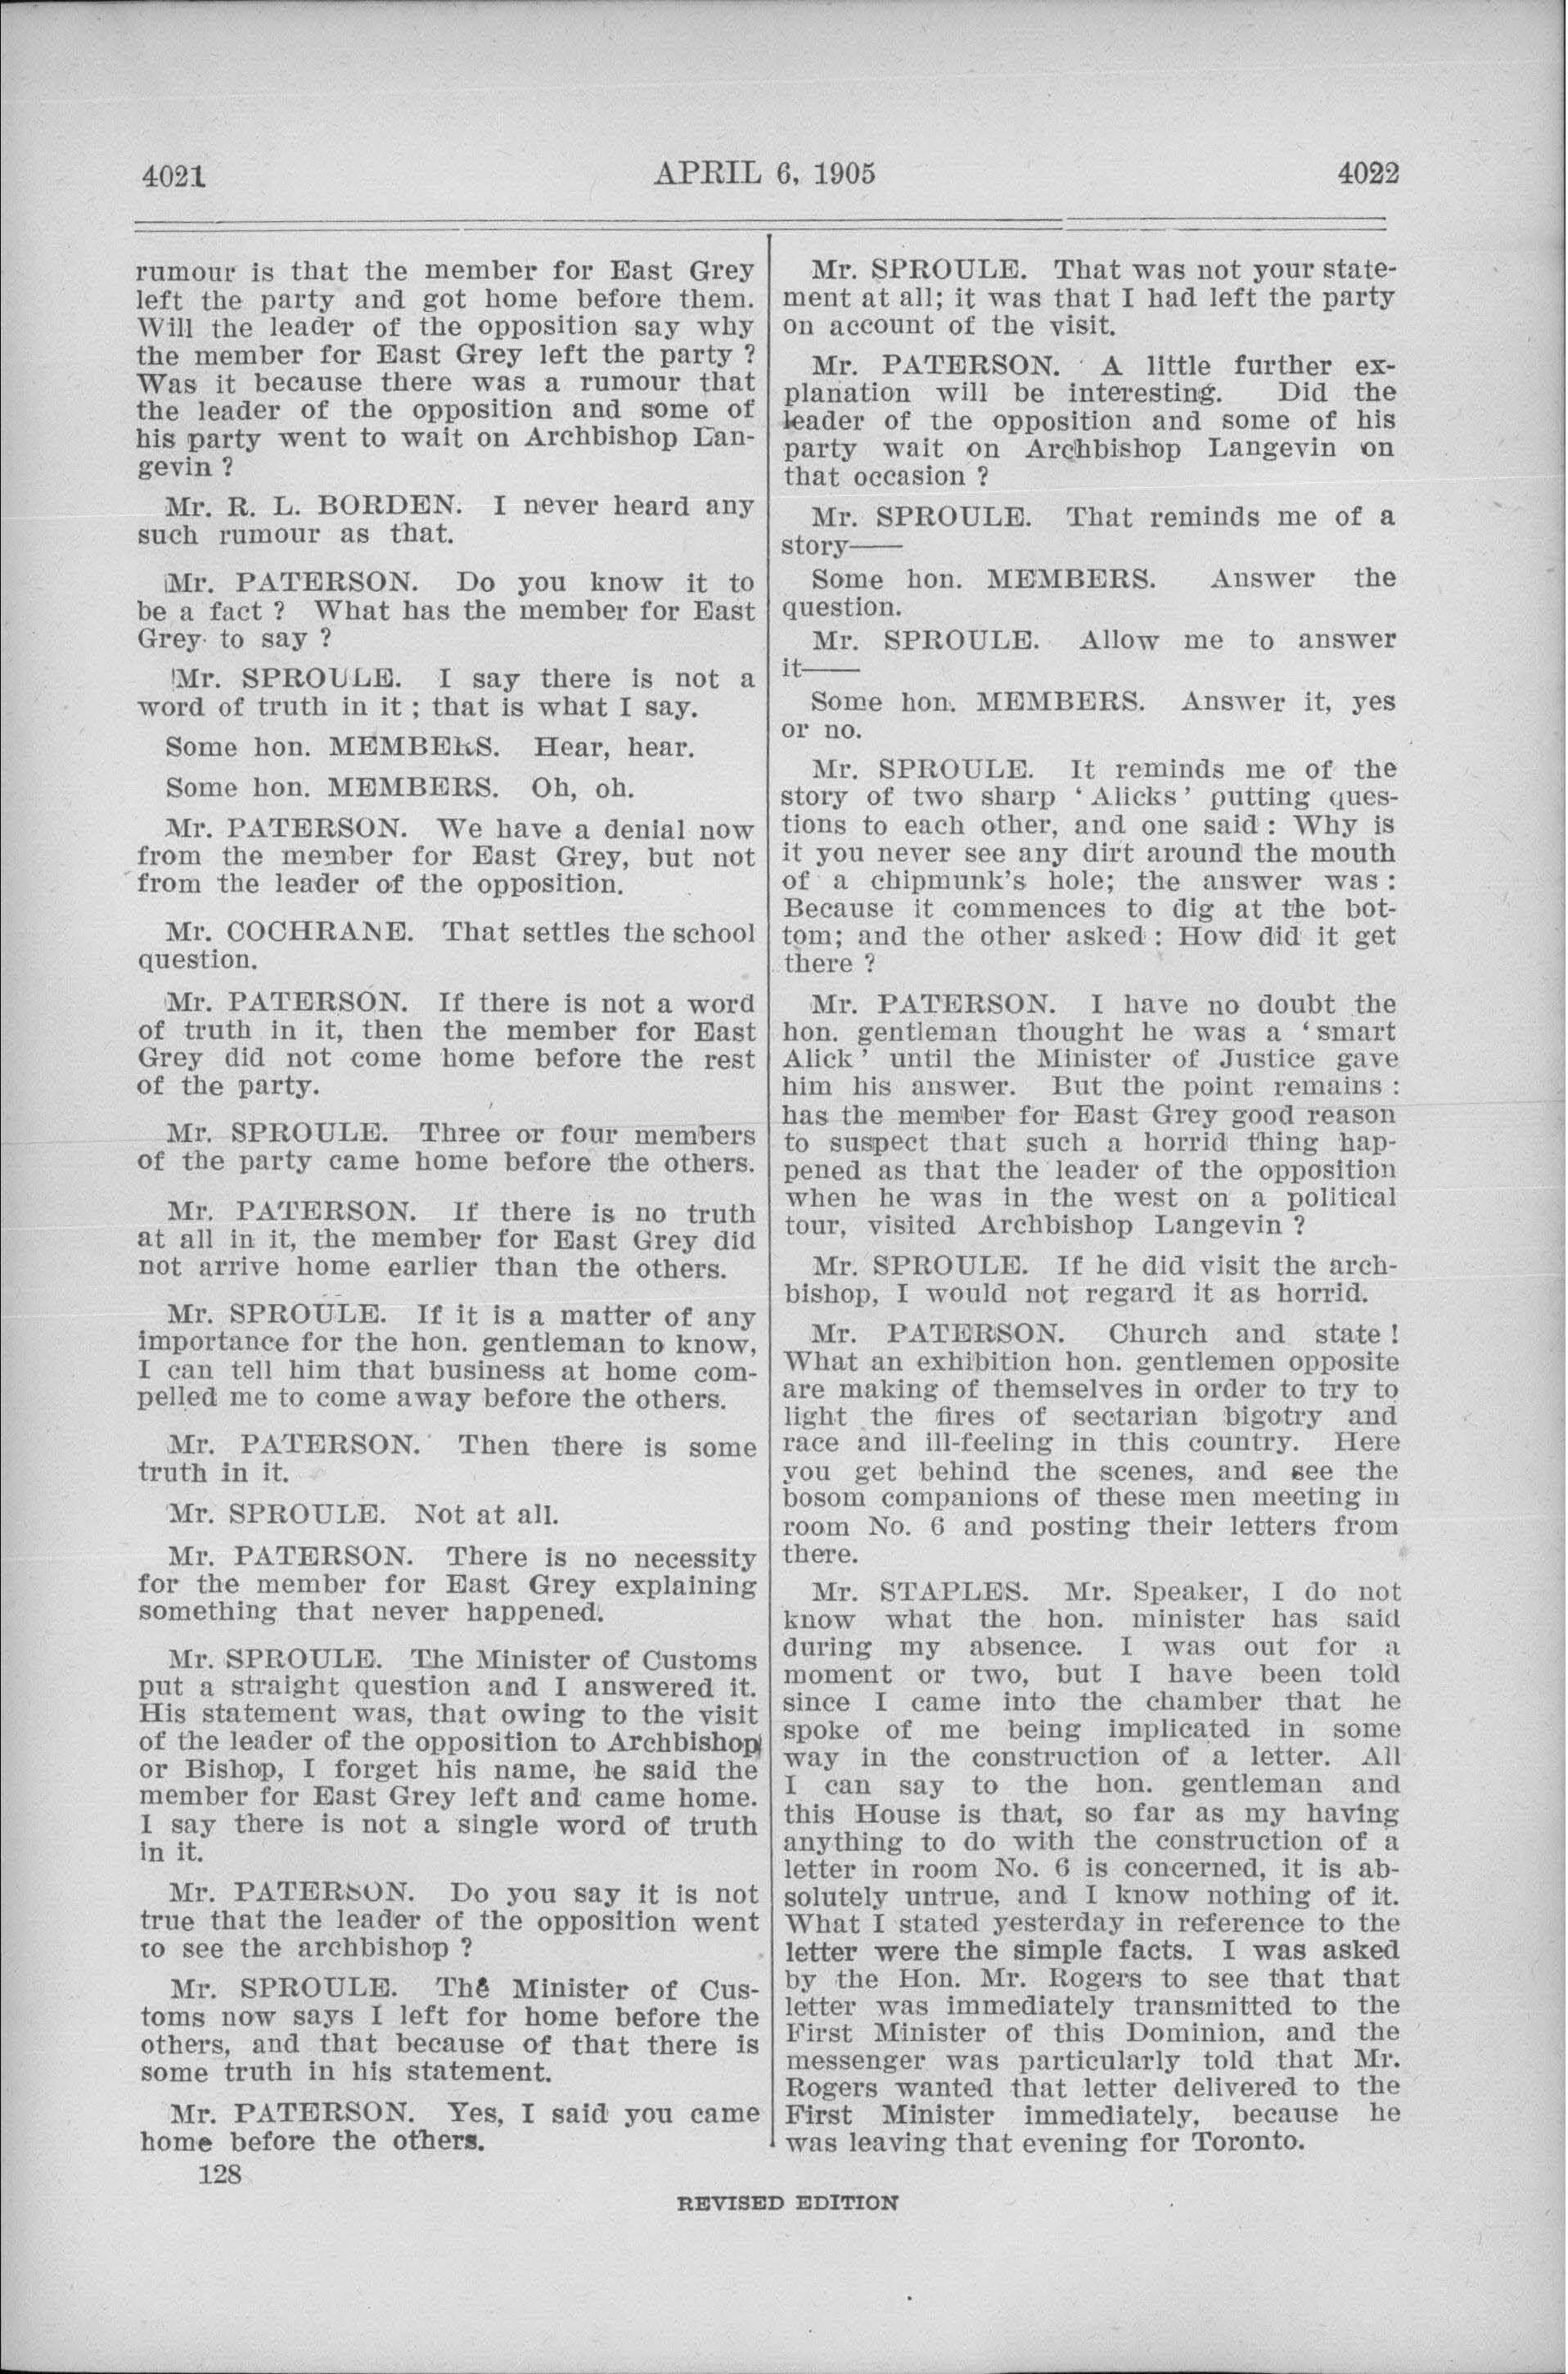 4021
APRIL 6, 1905
4022
rumour is that the member for East Grey
left the party and got home before them.
Will the leader of the opposition say why
the member for East Grey left the party ?
Was it because there was a rumour that
the leader of the opposition and some of
his party went to wait on Archbishop Lan-
gevin ?
Mr. R. L. BORDEN. I never heard any
such rumour as that.
Mr. PATERSON. Do you know it to
be a fact ? What has the member for East
Grey to say ?
Mr. SPROULE. I say there is not a
word of truth in it ; that is what I say.
Some hon. MEMBERS. Hear, hear.
Some hon. MEMBERS. Oh, oh.
Mr. PATERSON. We have a denial now
from the member for East Grey, but not
from the leader of the opposition.
Mr. COCHRANE. That settles the school
question.
Mr. PATERSON. If there is not a word
of truth in it, then the member for East
Grey did not come home before the rest
of the party.
Mr. SPROULE. Three or four members
of the party came home before the others.
Mr. PATERSON. If there is no truth
at all in it, the member for East Grey did
not arrive home earlier than the others.
Mr. SPROULE. If it is a matter of any
importance for the hon. gentleman to know,
I can tell him that business at home com-
pelled me to come away before the others.
Mr. PATERSON. Then there is some
truth in it.
Mr. SPROULE. Not at all.
Mr. PATERSON. There is no necessity
for the member for East Grey explaining
something that never happened.
Mr. SPROULE. The Minister of Customs
put a straight question and I answered it.
His statement was, that owing to the visit
of the leader of the opposition to Archbishop
or Bishop, I forget his name, he said the
member for East Grey left and came home.
I say there is not a single word of truth
in it.
Mr. PATERSON. Do you say it is not
true that the leader of the opposition went
to see the archbishop ?
Mr. SPROULE. The Minister of Cus-
toms now says I left for home before the
others, and that because of that there is
some truth in his statement.
Mr. PATERSON. Yes, I said you came
home before the others.
128
Mr. SPROULE. That was not your state-
ment at all; it was that I had left the party
on account of the visit.
Mr. PATERSON. A little further ex-
planation will be interesting. Did the
leader of the opposition and some of his
party wait on Archbishop Langevin on
that occasion ?
Mr. SPROULE. That reminds me of a
story——
Some hon. MEMBERS. Answer the
question.
Mr. SPROULE. Allow me to answer
it——
Some hon. MEMBERS. Answer it, yes
or no.
Mr. SPROULE. It reminds me of the
story of two sharp ' Alicks ' putting ques-
tions to each other, and one said : Why is
it you never see any dirt around the mouth
of a chipmunk's hole; the answer was :
Because it commences to dig at the bot-
tom; and the other asked : How did it get
there ?
Mr. PATERSON. I have no doubt the
hon. gentleman thought he was a ' smart
Alick ' until the Minister of Justice gave
him his answer. But the point remains :
has the member for East Grey good reason
to suspect that such a horrid thing hap-
pened as that the leader of the opposition
when he was in the west on a political
tour, visited Archbishop Langevin ?
Mr. SPROULE. If he did visit the arch-
bishop, I would not regard it as horrid.
Mr. PATERSON. Church and state !
What an exhibition hon. gentlemen opposite
are making of themselves in order to try to
light the fires of sectarian bigotry and
race and ill-feeling in this country. Here
you get behind the scenes, and see the
bosom companions of these men meeting in
room No. 6 and posting their letters from
there.
Mr. STAPLES. Mr. Speaker, I do not
know what the hon. minister has said
during my absence. I was out for a
moment or two, but I have been told
since I came into the chamber that he
spoke of me being implicated in some
way in the construction of a letter. All
I can say to the hon. gentleman and
this House is that, so far as my having
anything to do with the construction of a
letter in room No. 6 is concerned, it is ab-
solutely untrue, and I know nothing of it.
What I stated yesterday in reference to the
letter were the simple facts. I was asked
by the Hon. Mr. Rogers to see that that
letter was immediately transmitted to the
First Minister of this Dominion, and the
messenger was particularly told that Mr.
Rogers wanted that letter delivered to the
First Minister immediately, because he
was leaving that evening for Toronto.
REVISED EDITION